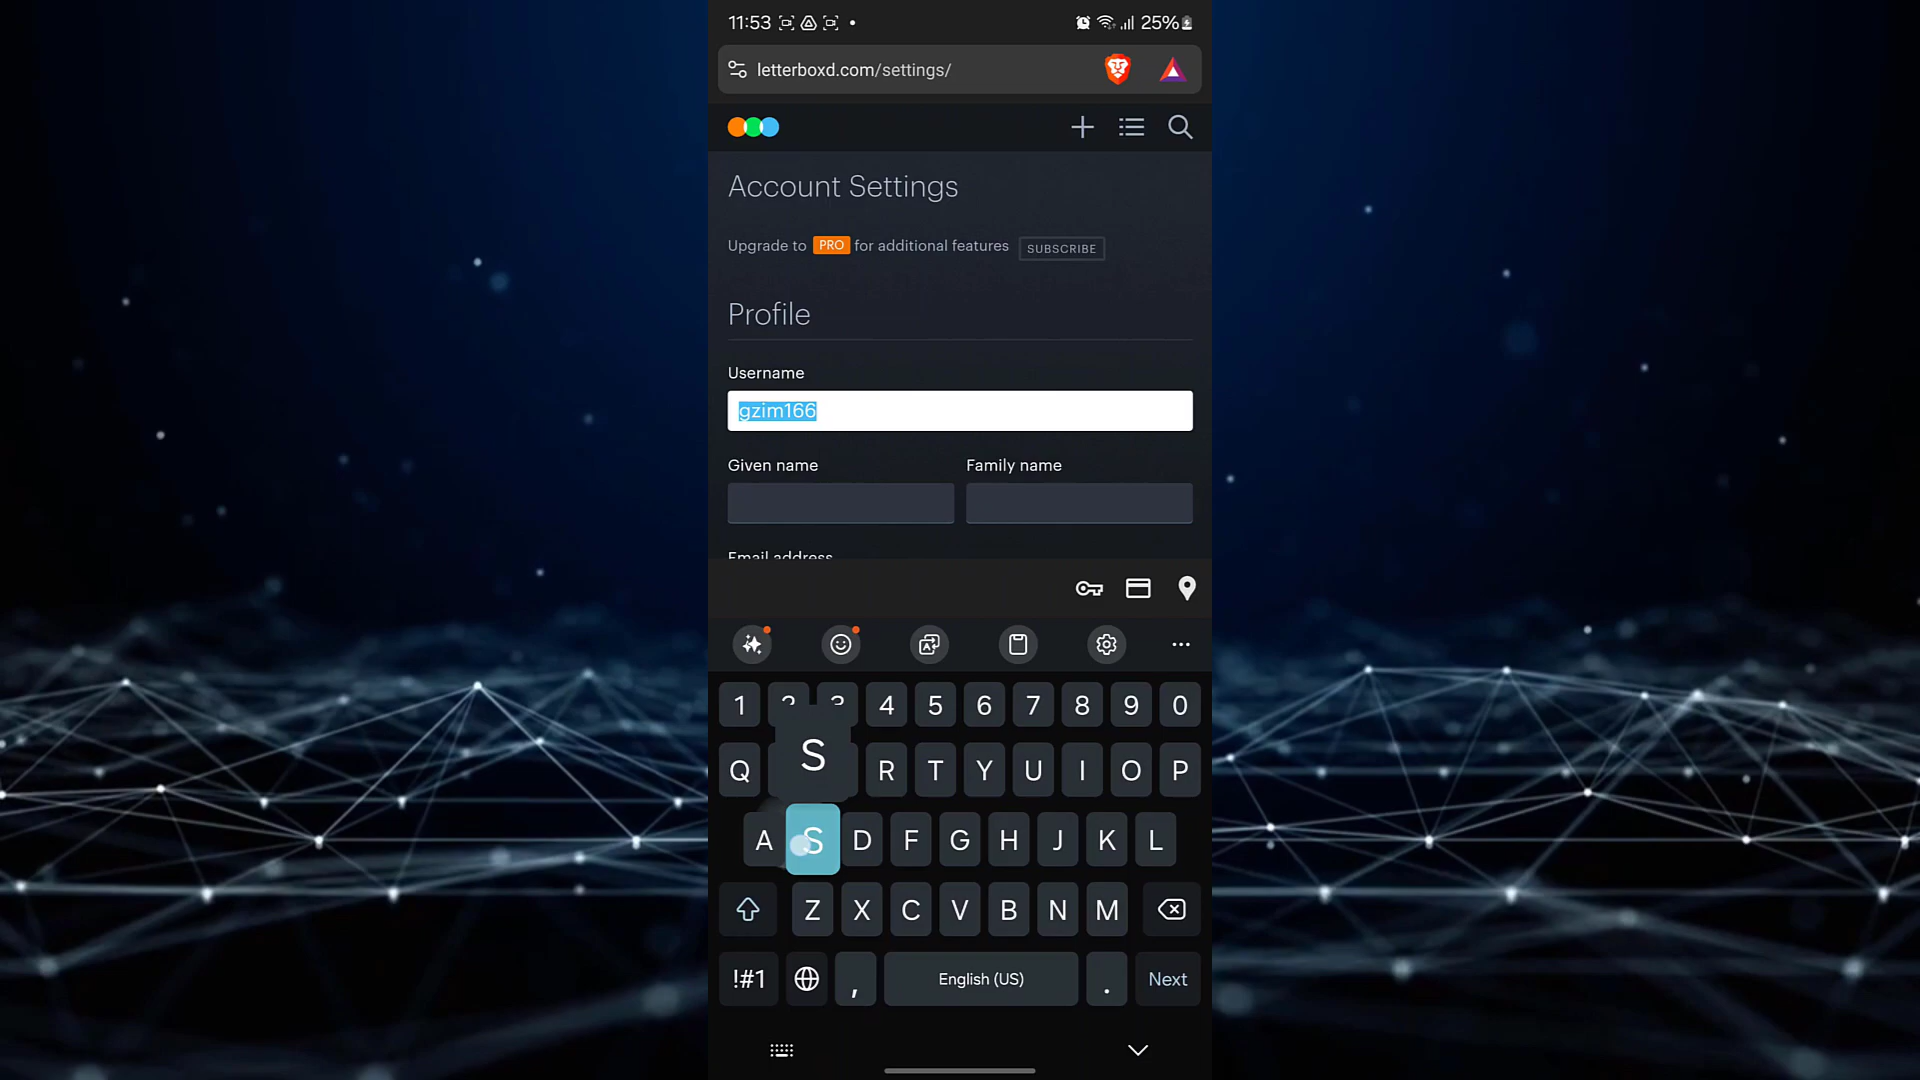 11:53
25%
letterboxd.com/settings/
Account Settings
Upgrade to PRO for additional features SUBSCRIBE
Profile
Username
gzim166
Given name Family name
Email address
1 2 3 4 5 6 7 8 9 0
S
Q R T Y U I O P
A S D F G H J K L
Z X C V B N M
!#1 , English (US) . Next